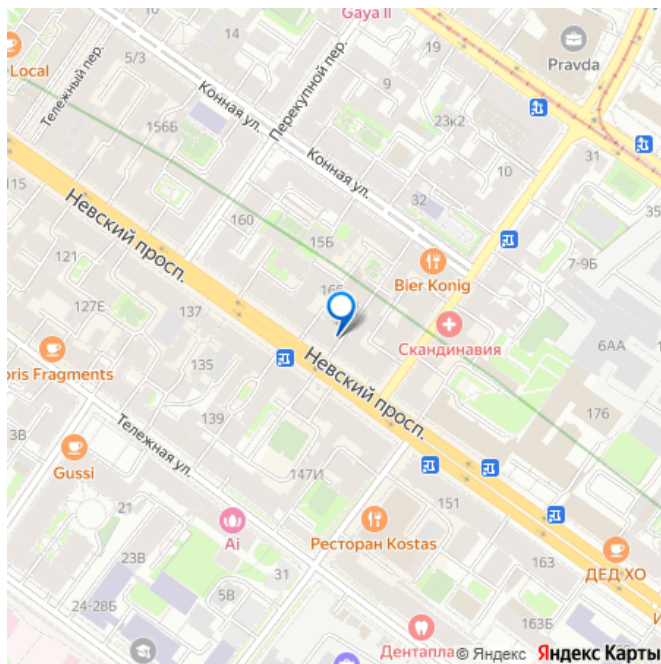 Gaya II
10
14
19
Pravda
Local
5/3
9
Тележный пер.
Конная ул.
Перекупной пер.
23к2
156Б
31
Конная ул.
10
115
32
Невский просп.
160
15Б
7-9Б
121
Bier Konig
127Е
137
Скандинавия
6АА
oris Fragments
135
Невский просп.
176
139
3В
Тележная ул.
Gussi
147И
151
21
Ai
Ресторан Kostas
163
23В
31
ДЕД ХО
24-28Б
5В
163Б
Дентапла
© Яндекс
Яндекс Карты